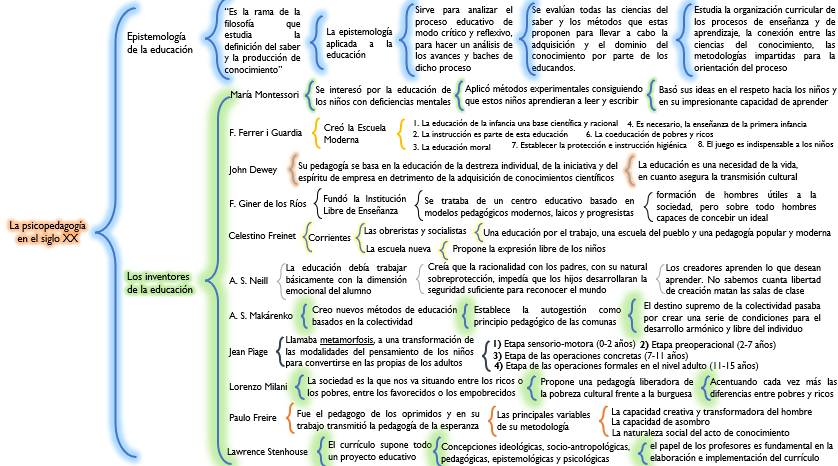 La psicopedagogía
en el siglo XX
Epistemología
de la educación
"Es la rama de la
filosofía que
estudia la
definición del saber
y la producción de
conocimiento"
La epistemología
aplicada a la
educación
Sirve para analizar el
proceso educativo de
modo crítico y reflexivo,
para hacer un análisis de
los avances y baches de
dicho proceso
Se evalúan todas las ciencias del
saber y los métodos que estas
proponen para llevar a cabo la
adquisición y el dominio del
conocimiento por parte de los
educandos.
Estudia la organización curricular de
los procesos de enseñanza y de
aprendizaje, la conexión entre las
ciencias del conocimiento, las
metodologías impartidas para la
orientación del proceso
Los inventores
de la educación
María Montessori
Se interesó por la educación de
los niños con deficiencias mentales
Aplicó métodos experimentales consiguiendo
que estos niños aprendieran a leer y escribir
Basó sus ideas en el respeto hacia los niños y
en su impresionante capacidad de aprender
F. Ferrer i Guardia
Creó la Escuela
Moderna
1. La educación de la infancia una base científica y racional
4. Es necesario, la enseñanza de la primera infancia
2. La instrucción es parte de esta educación
6. La coeducación de pobres y ricos
3. La educación moral
7. Establecer la protección e instrucción higiénica
8. El juego es indispensable a los niños
John Dewey
Su pedagogía se basa en la educación de la destreza individual, de la iniciativa y del
espíritu de empresa en detrimento de la adquisición de conocimientos científicos
La educación es una necesidad de la vida,
en cuanto asegura la transmisión cultural
F. Giner de los Ríos
Fundó la Institución
Libre de Enseñanza
Se trataba de un centro educativo basado en
modelos pedagógicos modernos, laicos y progresistas
formación de hombres útiles a la
sociedad, pero sobre todo hombres
capaces de concebir un ideal
Celestino Freinet
Corrientes
Las obreristas y socialistas
Una educación por el trabajo, una escuela del pueblo y una pedagogía popular y moderna
La escuela nueva
Propone la expresión libre de los niños
A. S. Neill
La educación debía trabajar
básicamente con la dimensión
emocional del alumno
Creía que la racionalidad con los padres, con su natural
sobreprotección, impedía que los hijos desarrollaran la
seguridad suficiente para reconocer el mundo
Los creadores aprenden lo que desean
aprender. No sabemos cuanta libertad
de creación matan las salas de clase
A. S. Makárenko
Creo nuevos métodos de educación
basados en la colectividad
Establece la autogestión como
principio pedagógico de las comunas
El destino supremo de la colectividad pasaba
por crear una serie de condiciones para el
desarrollo armónico y libre del individuo
Jean Piage
Llamaba metamorfosis, a una transformación de
las modalidades del pensamiento de los niños
para convertirse en las propias de los adultos
1) Etapa sensorio-motora (0-2 años) 2) Etapa preoperacional (2-7 años)
3) Etapa de las operaciones concretas (7-11 años)
4) Etapa de las operaciones formales en el nivel adulto (11-15 años)
Lorenzo Milani
La sociedad es la que nos va situando entre los ricos o
los pobres, entre los favorecidos o los empobrecidos
Propone una pedagogía liberadora de
la pobreza cultural frente a la burguesa
Acentuando cada vez más las
diferencias entre pobres y ricos
Paulo Freire
Fue el pedagogo de los oprimidos y en su
trabajo transmitió la pedagogía de la esperanza
Las principales variables
de su metodología
La capacidad creativa y transformadora del hombre
La capacidad de asombro
La naturaleza social del acto de conocimiento
Lawrence Stenhouse
El currículo supone todo
un proyecto educativo
Concepciones ideológicas, socio-antropológicas,
pedagógicas, epistemológicas y psicológicas
el papel de los profesores es fundamental en la
elaboración e implementación del currículo